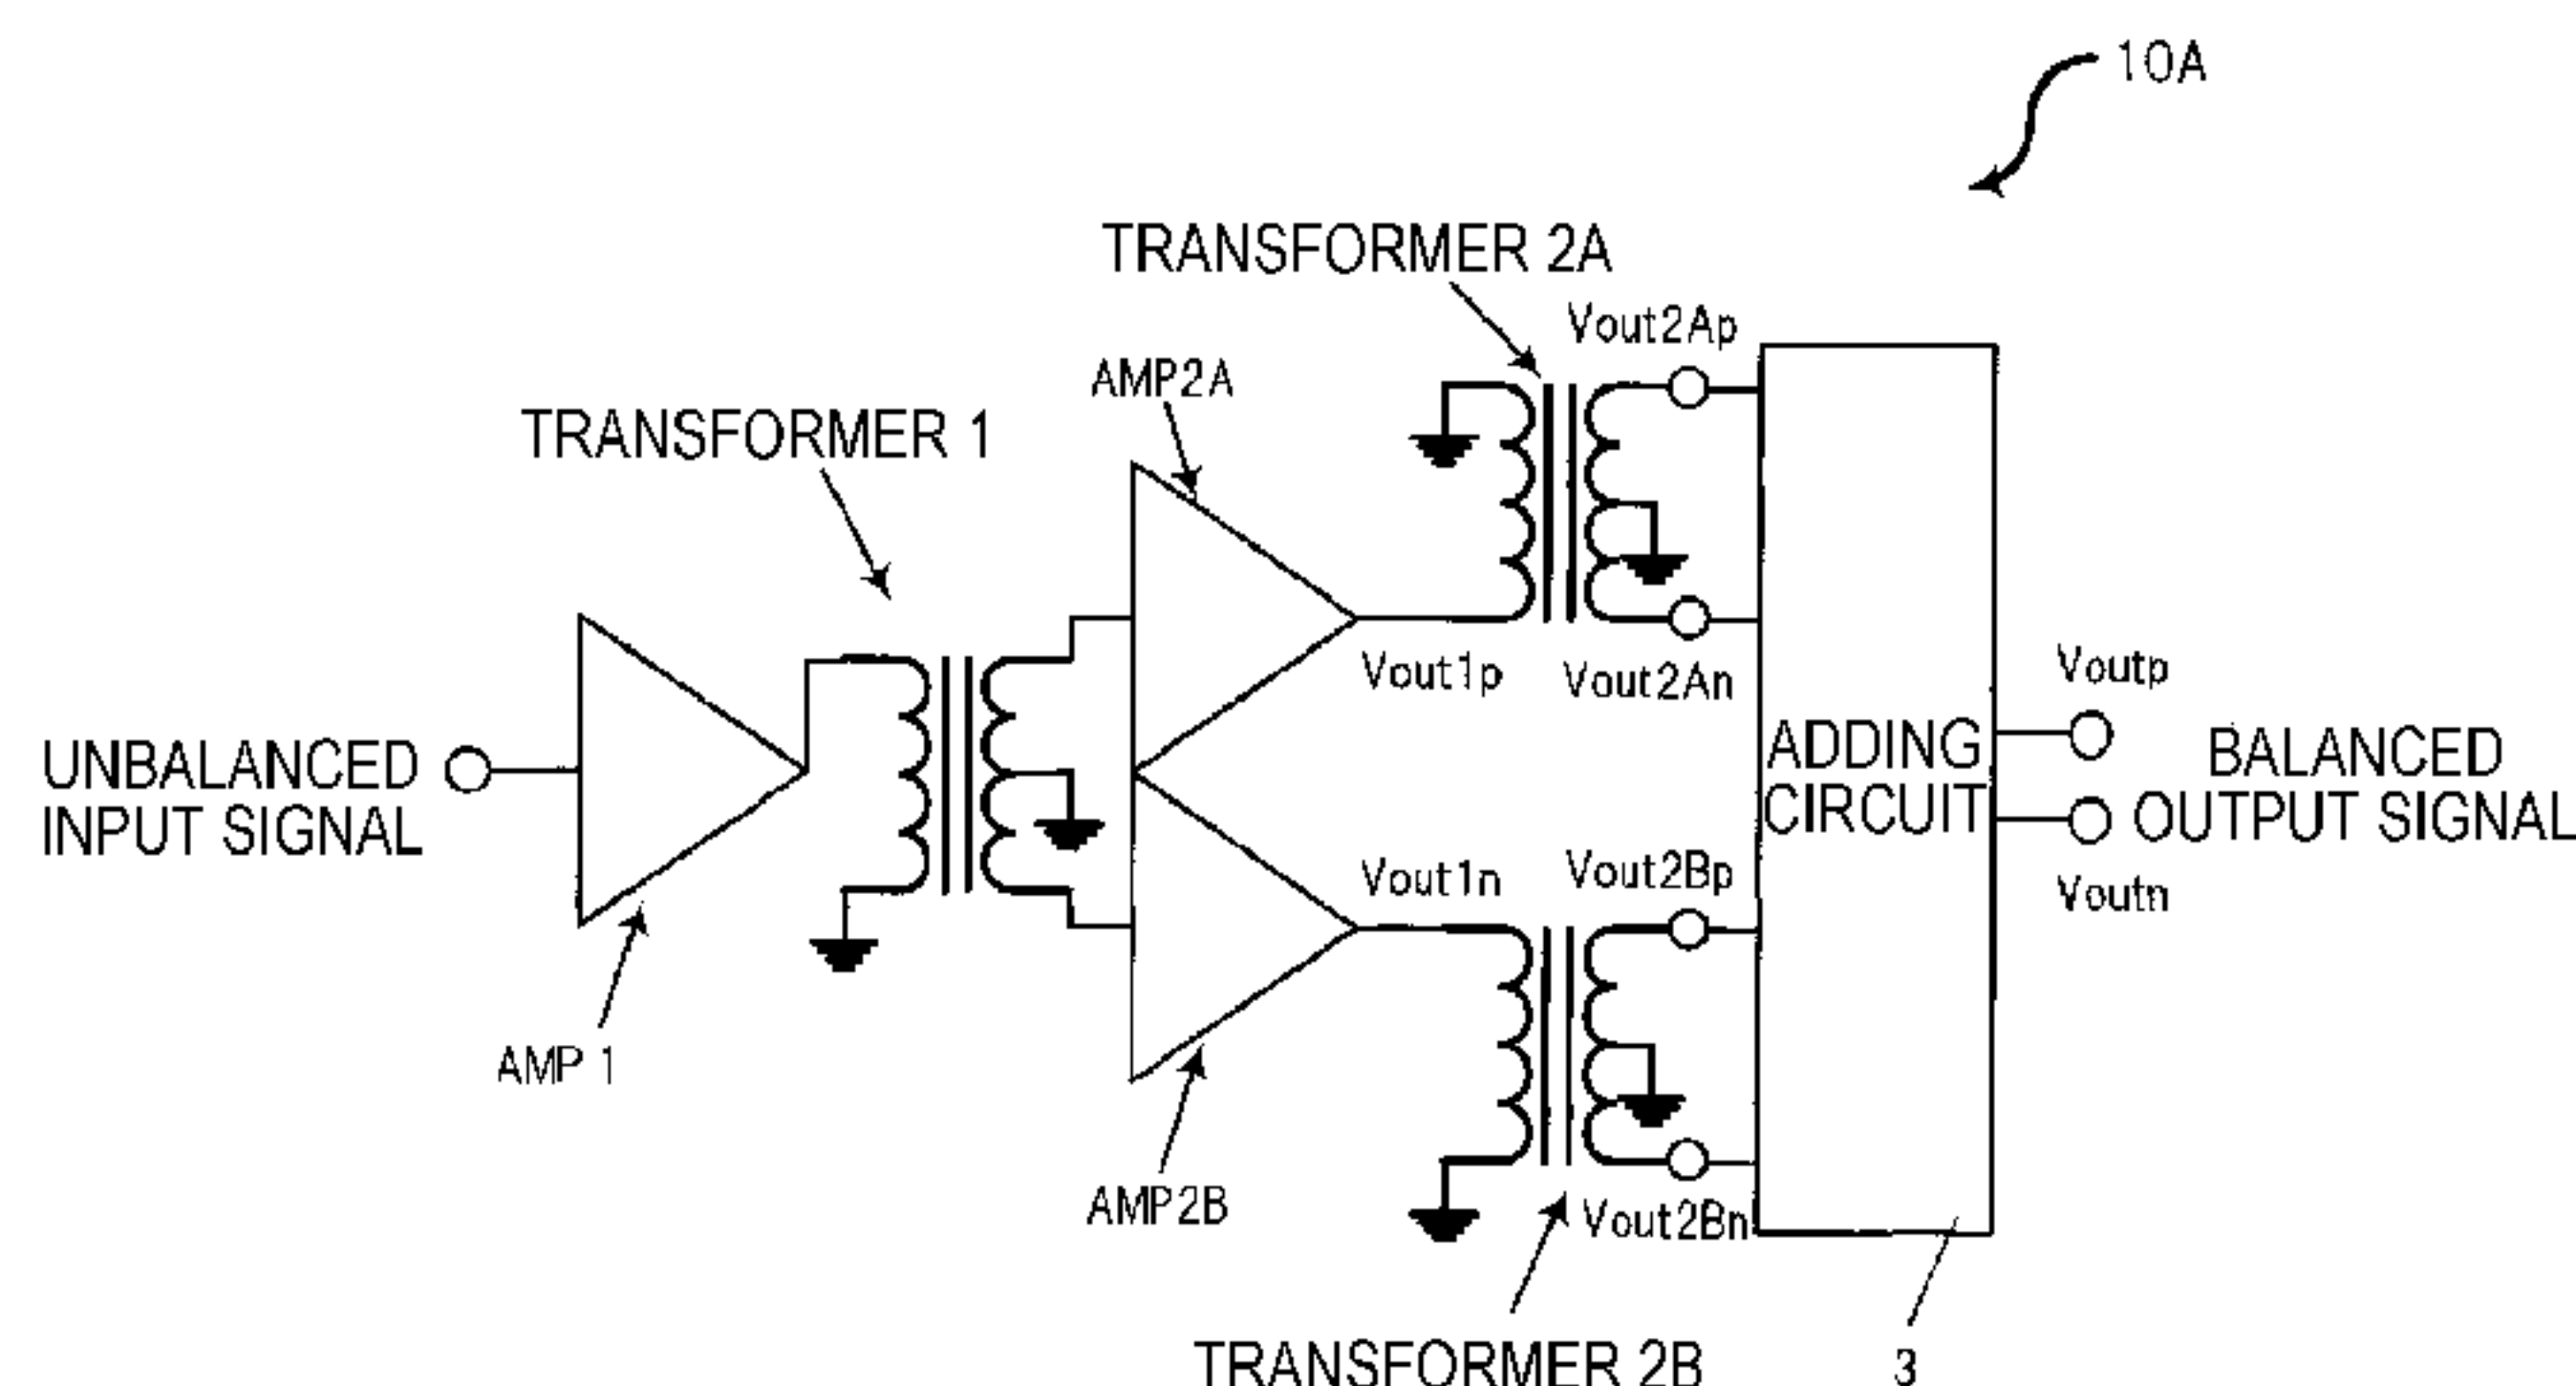 10A
TRANSFORMER 2A
Vout2Ap
AMP2A
TRANSFORMER 1
Vout1p
Vout2An
Voutp
UNBALANCED
INPUT SIGNAL
ADDING
CIRCUIT
BALANCED
OUTPUT SIGNAL
Vout1n
Vout2Bp
Voutn
AMP 1
AMP2B
Vout2Bn
TRANSFORMER 2B
3